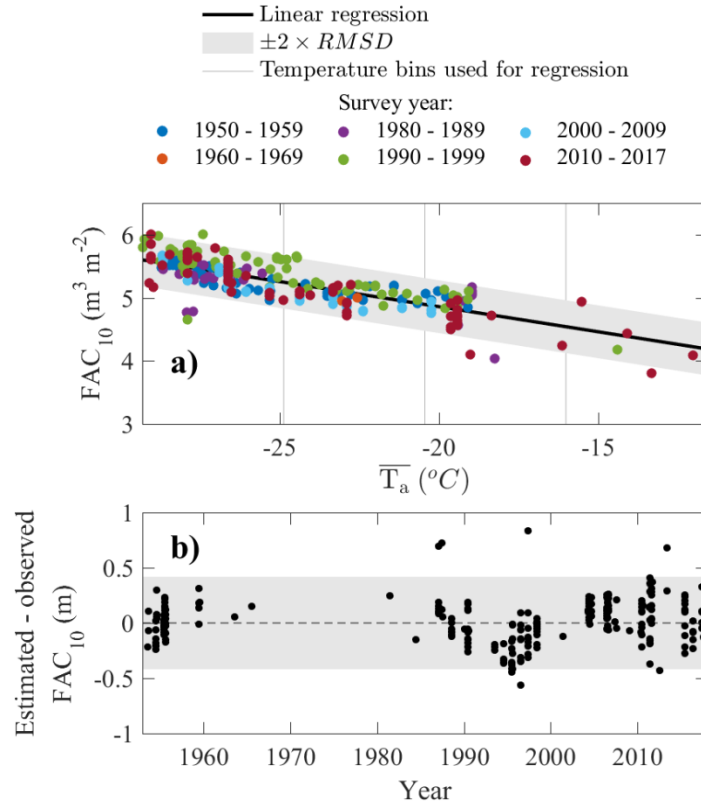 Linear regression
±2 × RMSD
Temperature bins used for regression
Survey year:
1950 - 1959 1980 - 1989 2000 - 2009
1960 - 1969 1990 - 1999 2010 - 2017
FAC₁₀ (m³ m⁻²)
6
5
4
3
a)
-25 -20 -15
T̅ₐ (°C)
Estimated - observed
FAC₁₀ (m)
1
0.5
0
-0.5
-1
b)
1960 1970 1980 1990 2000 2010
Year